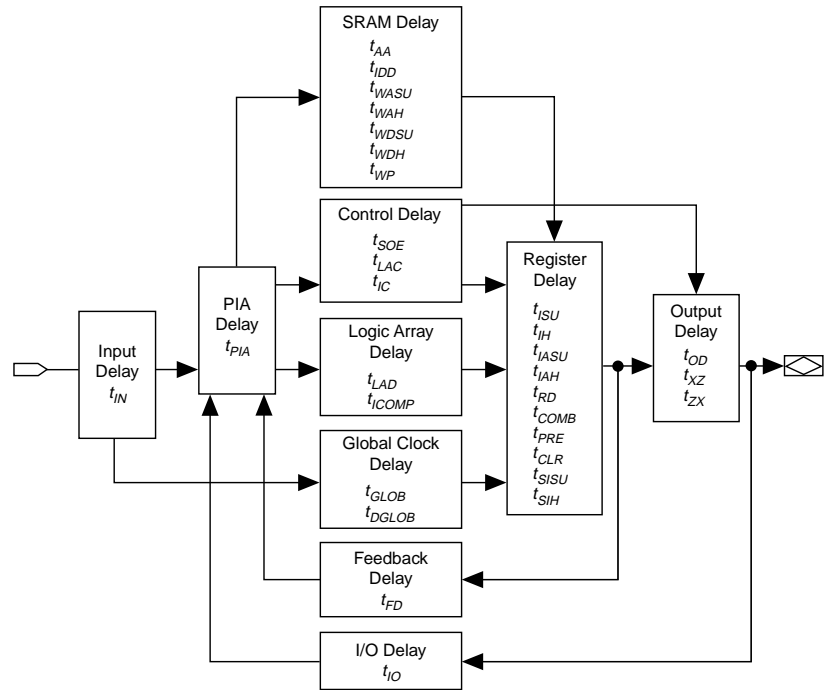 SRAM Delay
tAA
tIDD
tWASU
tWAH
tWDSU
tWDH
tWP
Control Delay
tSOE
tLAC
tIC
Register
Delay
tISU
tIH
tIASU
tIAH
tRD
tCOMB
tPRE
tCLR
tSISU
tSIH
PIA
Delay
tPIA
Output
Delay
tOD
tXZ
tZX
Input
Delay
tIN
Logic Array
Delay
tLAD
tICOMP
Global Clock
Delay
tGLOB
tDGLOB
Feedback
Delay
tFD
I/O Delay
tIO